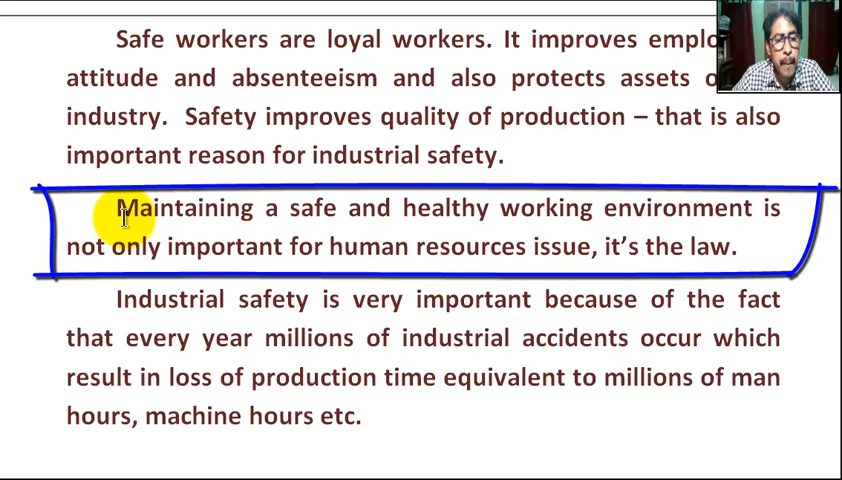 Safe workers are loyal workers. It improves
attitude and absenteeism and also protects assets
industry. Safety improves quality of production – that is also
important reason for industrial safety.
Maintaining a safe and healthy working environment is
not only important for human resources issue, it’s the law.
Industrial safety is very important because of the fact
that every year millions of industrial accidents occur which
result in loss of production time equivalent to millions of man
hours, machine hours etc.